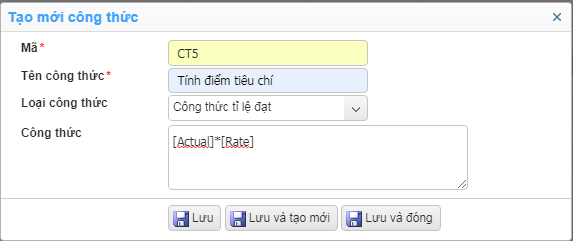 Tạo mới công thức
×
Mã*
CT5
Tên công thức*
Tính điểm tiêu chí
Loại công thức
Công thức tỉ lệ đạt
Công thức
[Actual]*[Rate]
Lưu
Lưu và tạo mới
Lưu và đóng